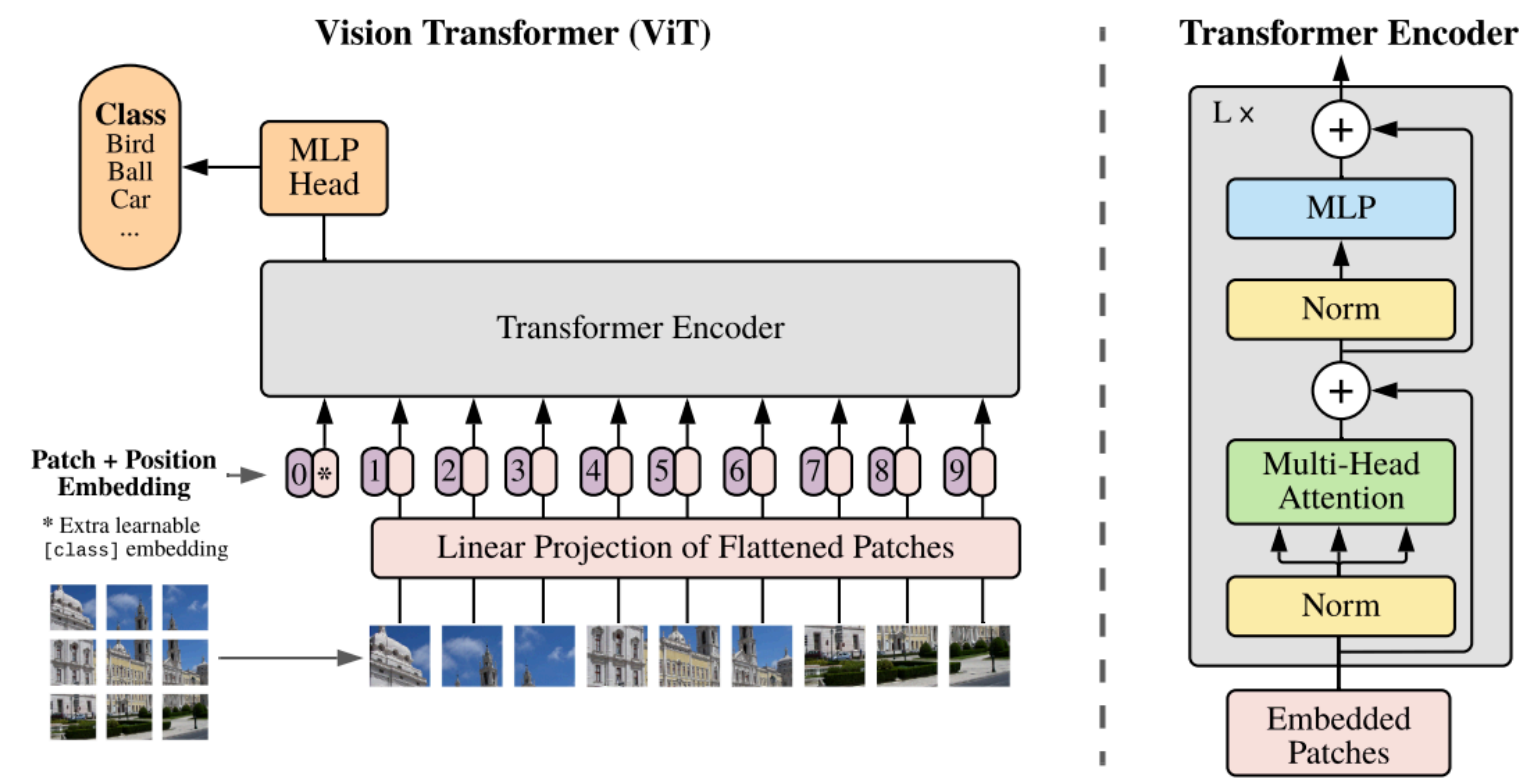 Vision Transformer (ViT)
Class
Bird
Ball
Car
...
MLP
Head
Transformer Encoder
Patch + Position
Embedding
0 * 1 2 3 4 5 6 7 8 9
* Extra learnable
[class] embedding
Linear Projection of Flattened Patches
Transformer Encoder
L ×
+
MLP
Norm
+
Multi-Head
Attention
Norm
Embedded
Patches